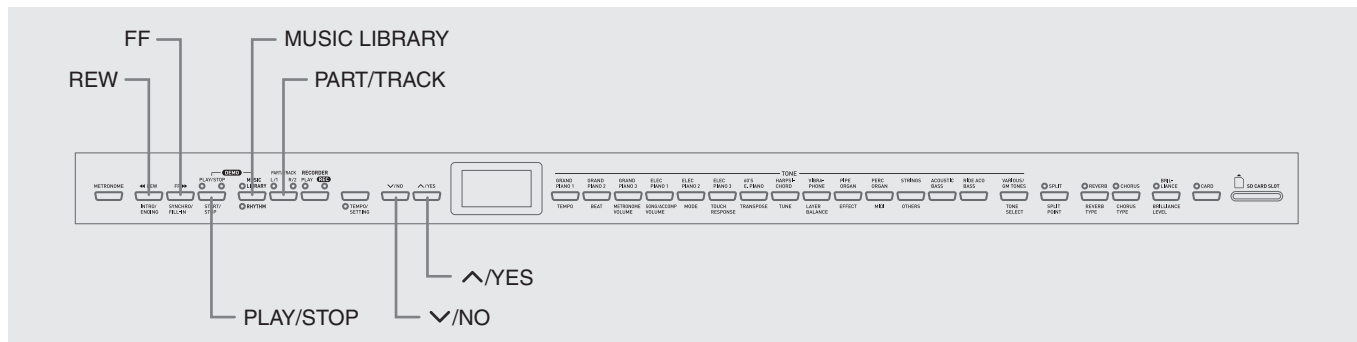 FF
MUSIC LIBRARY
REW
PART/TRACK
METRONOME
REW
FF
PLAY/STOP
DEMO
MUSIC LIBRARY
PART/TRACK
L/1 R/2
RECORDER
PLAY REC
∨/NO
∧/YES
INTRO/ENDING
SYNCHRO/FILL-IN
START/STOP
RHYTHM
TEMPO/SETTING
TONE
GRAND PIANO 1
GRAND PIANO 2
GRAND PIANO 3
ELEC PIANO 1
ELEC PIANO 2
ELEC PIANO 3
60'S E. PIANO
HARPSI-CHORD
VIBRA-PHONE
PIPE ORGAN
PERC ORGAN
STRINGS
ACOUSTIC BASS
RIDE ACO BASS
VARIOUS/GM TONES
SPLIT
REVERB
CHORUS
BRIL-LIANCE
CARD
SD CARD SLOT
TEMPO
BEAT
METRONOME VOLUME
SONG/ACCOMP VOLUME
MODE
TOUCH RESPONSE
TRANSPOSE
TUNE
LAYER BALANCE
EFFECT
MIDI
OTHERS
TONE SELECT
SPLIT POINT
REVERB TYPE
CHORUS TYPE
BRILLIANCE LEVEL
∧/YES
PLAY/STOP
∨/NO